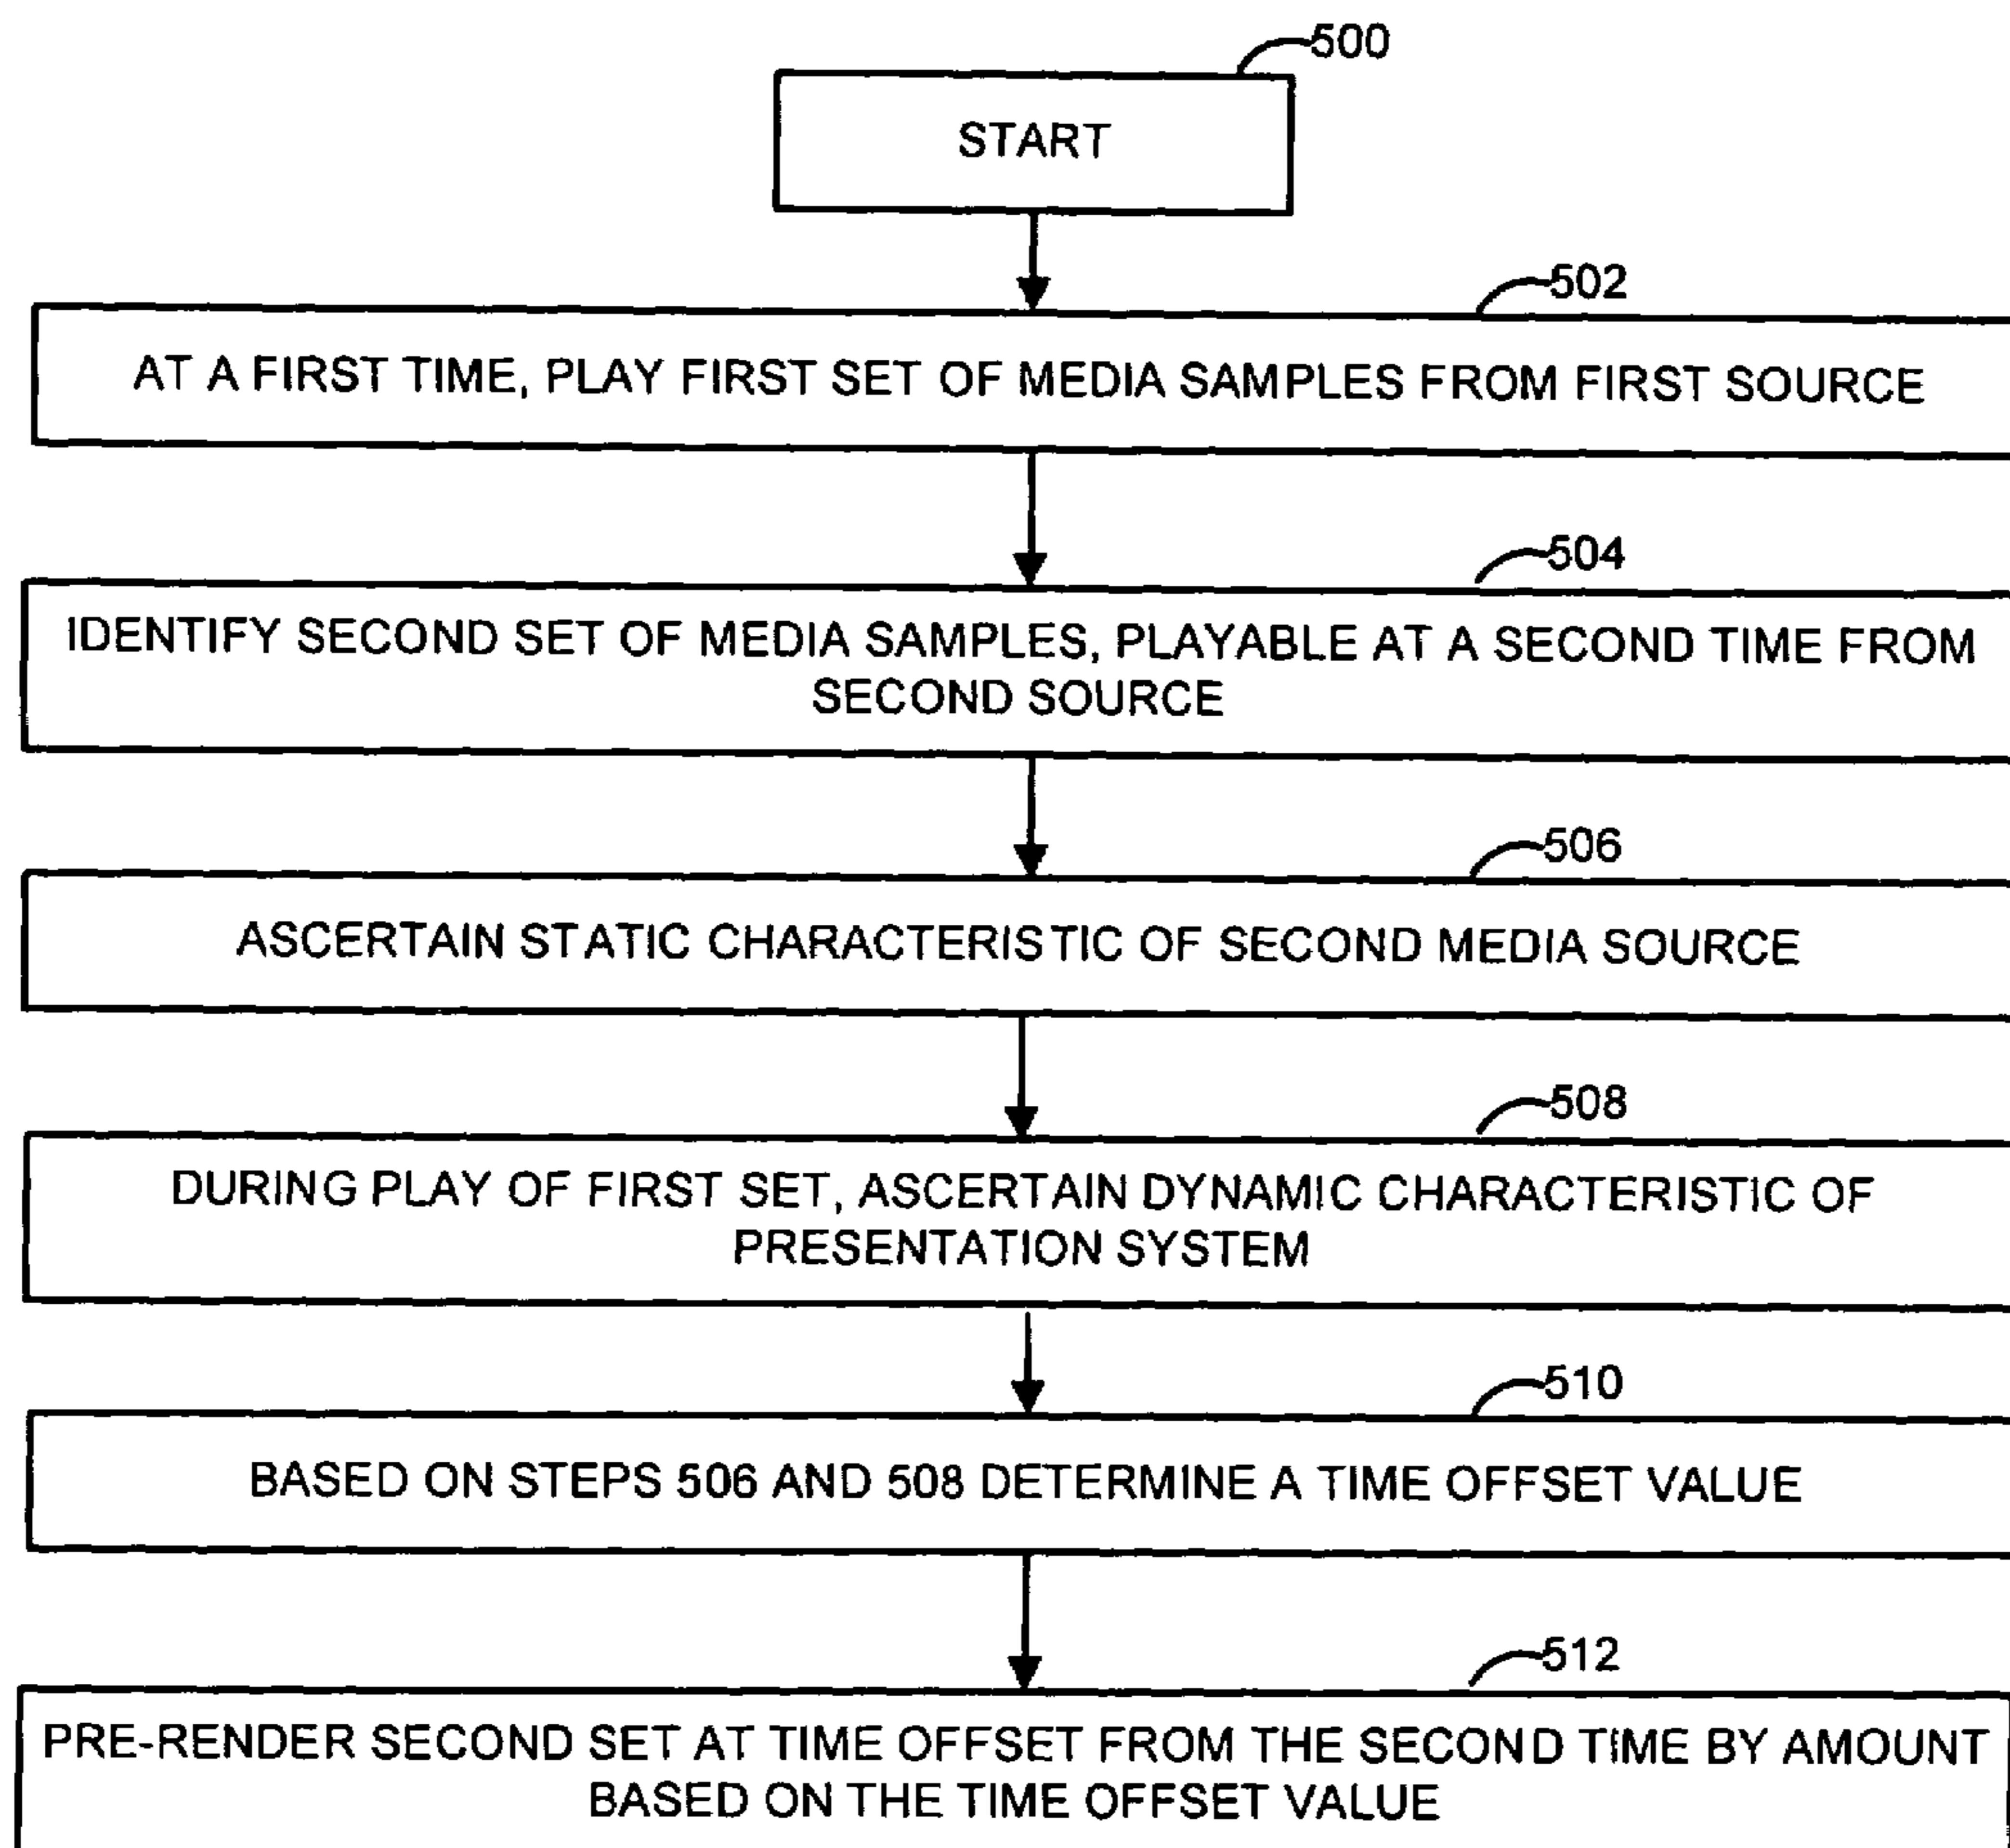 500
START
502
AT A FIRST TIME, PLAY FIRST SET OF MEDIA SAMPLES FROM FIRST SOURCE
504
IDENTIFY SECOND SET OF MEDIA SAMPLES, PLAYABLE AT A SECOND TIME FROM
SECOND SOURCE
506
ASCERTAIN STATIC CHARACTERISTIC OF SECOND MEDIA SOURCE
508
DURING PLAY OF FIRST SET, ASCERTAIN DYNAMIC CHARACTERISTIC OF
PRESENTATION SYSTEM
510
BASED ON STEPS 506 AND 508 DETERMINE A TIME OFFSET VALUE
512
PRE-RENDER SECOND SET AT TIME OFFSET FROM THE SECOND TIME BY AMOUNT
BASED ON THE TIME OFFSET VALUE